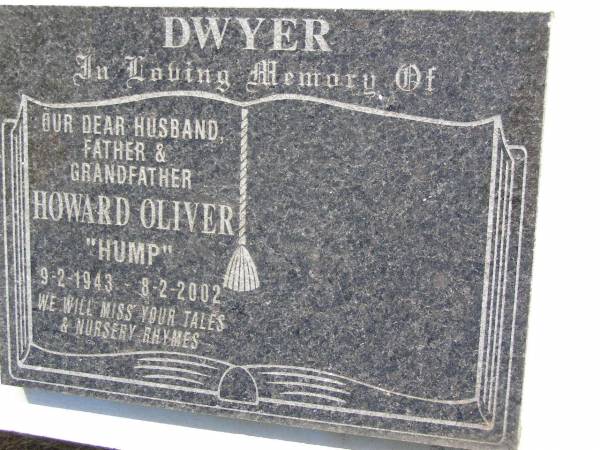 DWYER
In Loving Memory Of
OUR DEAR HUSBAND,
FATHER &
GRANDFATHER
HOWARD OLIVER
"HUMP"
9-2-1943 - 8-2-2002
WE WILL MISS YOUR TALES
& NURSERY RHYMES